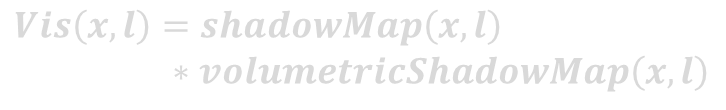 Vis(x, l) = shadowMap(x, l)
* volumetricShadowMap(x, l)